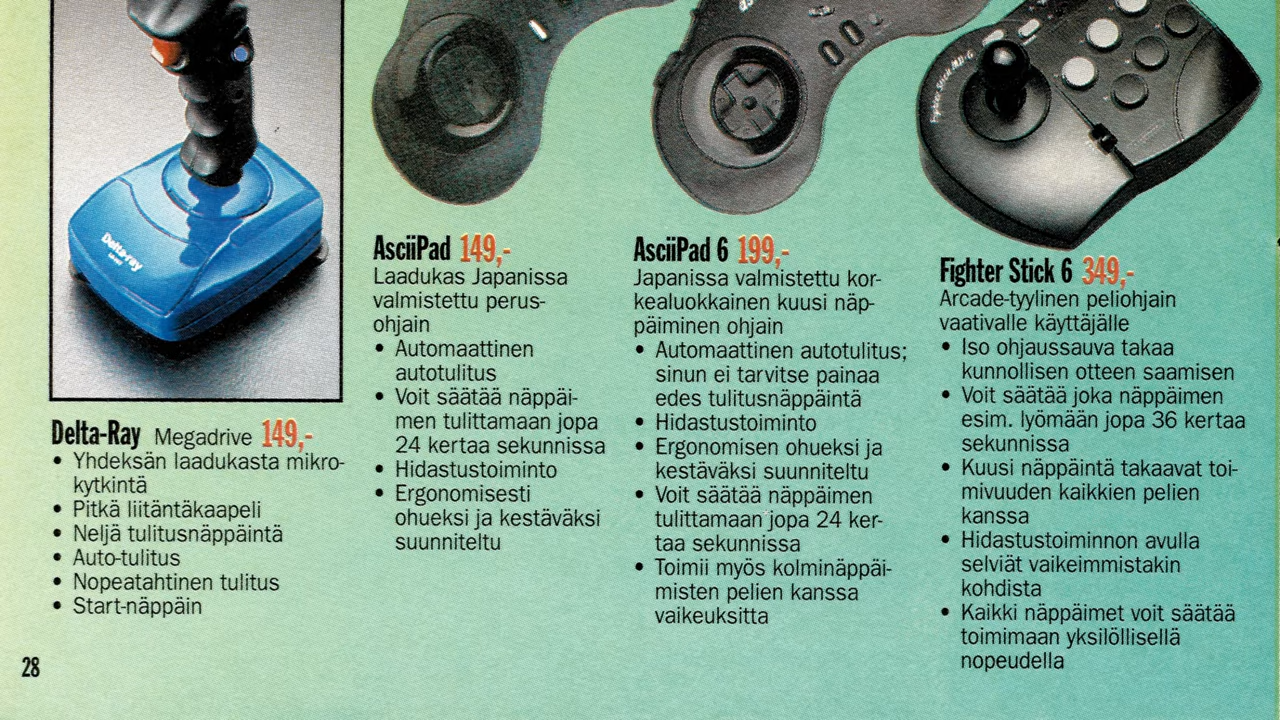 Delta-ray
Fighter Stick MD-6
Delta-Ray Megadrive 149,-
• Yhdeksän laadukasta mikro-
kytkintä
• Pitkä liitäntäkaapeli
• Neljä tulitusnäppäintä
• Auto-tulitus
• Nopeatahtinen tulitus
• Start-näppäin
AsciiPad 149,-
Laadukas Japanissa
valmistettu perus-
ohjain
• Automaattinen
autotulitus
• Voit säätää näppäi-
men tulittamaan jopa
24 kertaa sekunnissa
• Hidastustoiminto
• Ergonomisesti
ohueksi ja kestäväksi
suunniteltu
AsciiPad 6 199,-
Japanissa valmistettu kor-
kealuokkainen kuusi näp-
päiminen ohjain
• Automaattinen autotulitus;
sinun ei tarvitse painaa
edes tulitusnäppäintä
• Hidastustoiminto
• Ergonomisen ohueksi ja
kestäväksi suunniteltu
• Voit säätää näppäimen
tulittamaan jopa 24 ker-
taa sekunnissa
• Toimii myös kolminäppäi-
misten pelien kanssa
vaikeuksitta
Fighter Stick 6 349,-
Arcade-tyylinen peliohjain
vaativalle käyttäjälle
• Iso ohjaussauva takaa
kunnollisen otteen saamisen
• Voit säätää joka näppäimen
esim. lyömään jopa 36 kertaa
sekunnissa
• Kuusi näppäintä takaavat toi-
mivuuden kaikkien pelien
kanssa
• Hidastustoiminnon avulla
selviät vaikeimmistakin
kohdista
• Kaikki näppäimet voit säätää
toimimaan yksilöllisellä
nopeudella
28